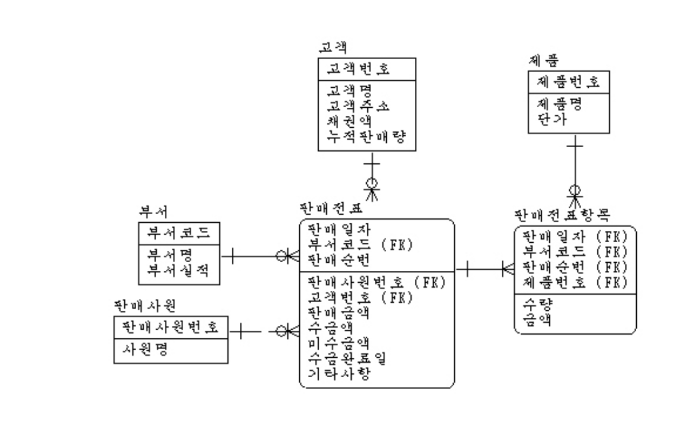 고객
고객번호
고객명
고객주소
채권액
누적판매량
제품
제품번호
제품명
단가
부서
부서코드
부서명
부서실적
판매사원
판매사원번호
사원명
판매전표
판매일자
부서코드 (FK)
판매순번
판매사원번호 (FK)
고객번호 (FK)
판매금액
수금액
미수금액
수금완료일
기타사항
판매전표항목
판매일자 (FK)
부서코드 (FK)
판매순번 (FK)
제품번호 (FK)
수량
금액